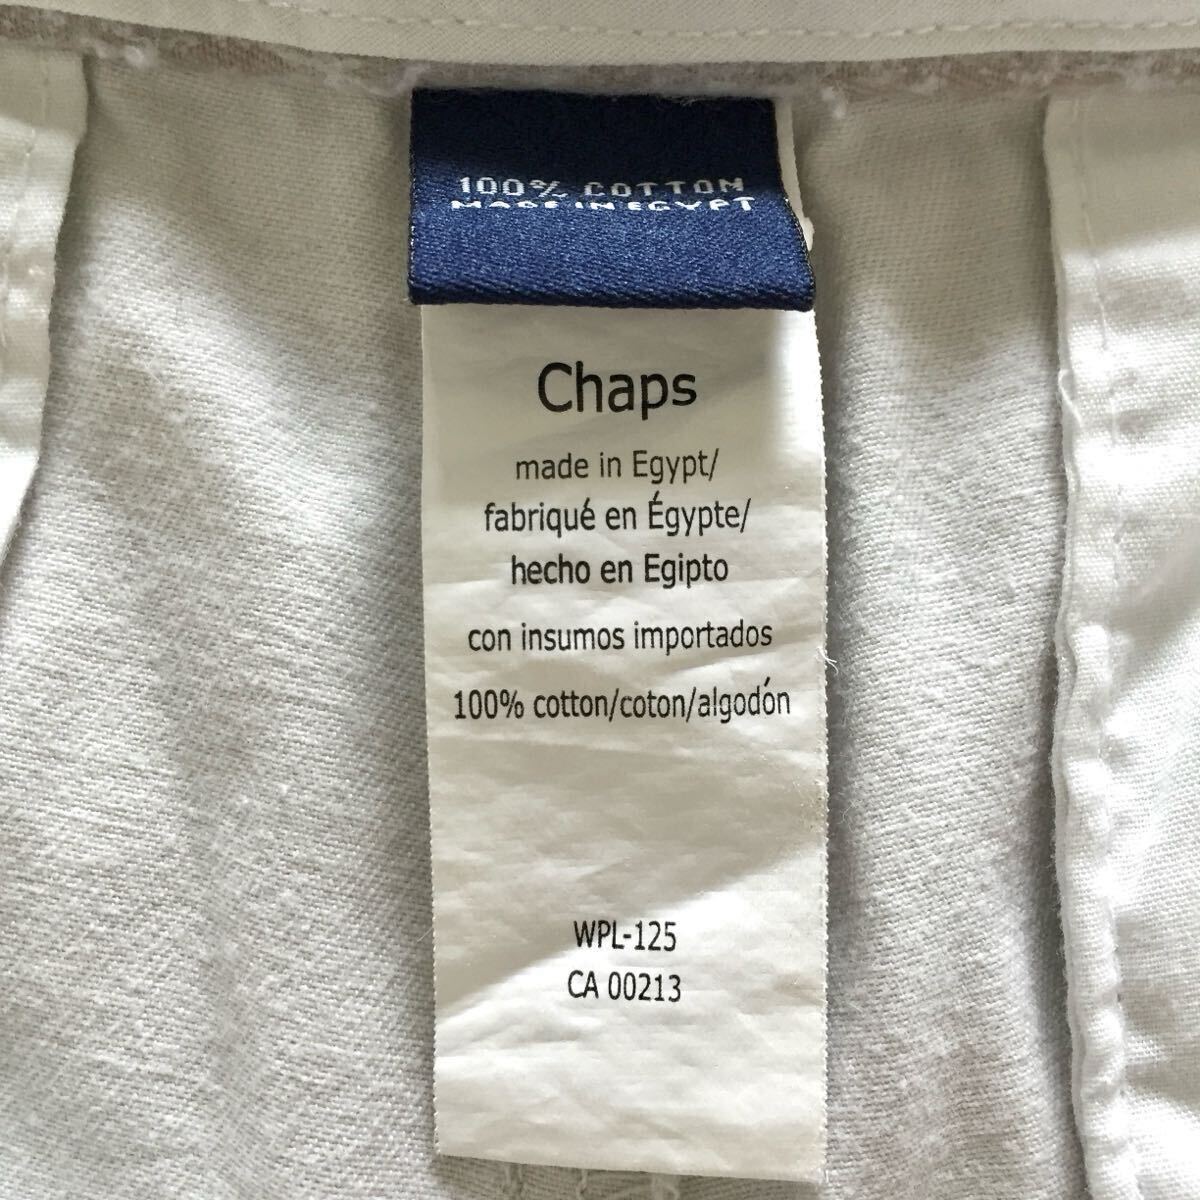 100% COTTON
MADE IN EGYPT
Chaps
made in Egypt/
fabriqué en Égypte/
hecho en Egipto
con insumos importados
100% cotton/coton/algodón
WPL-125
CA 00213